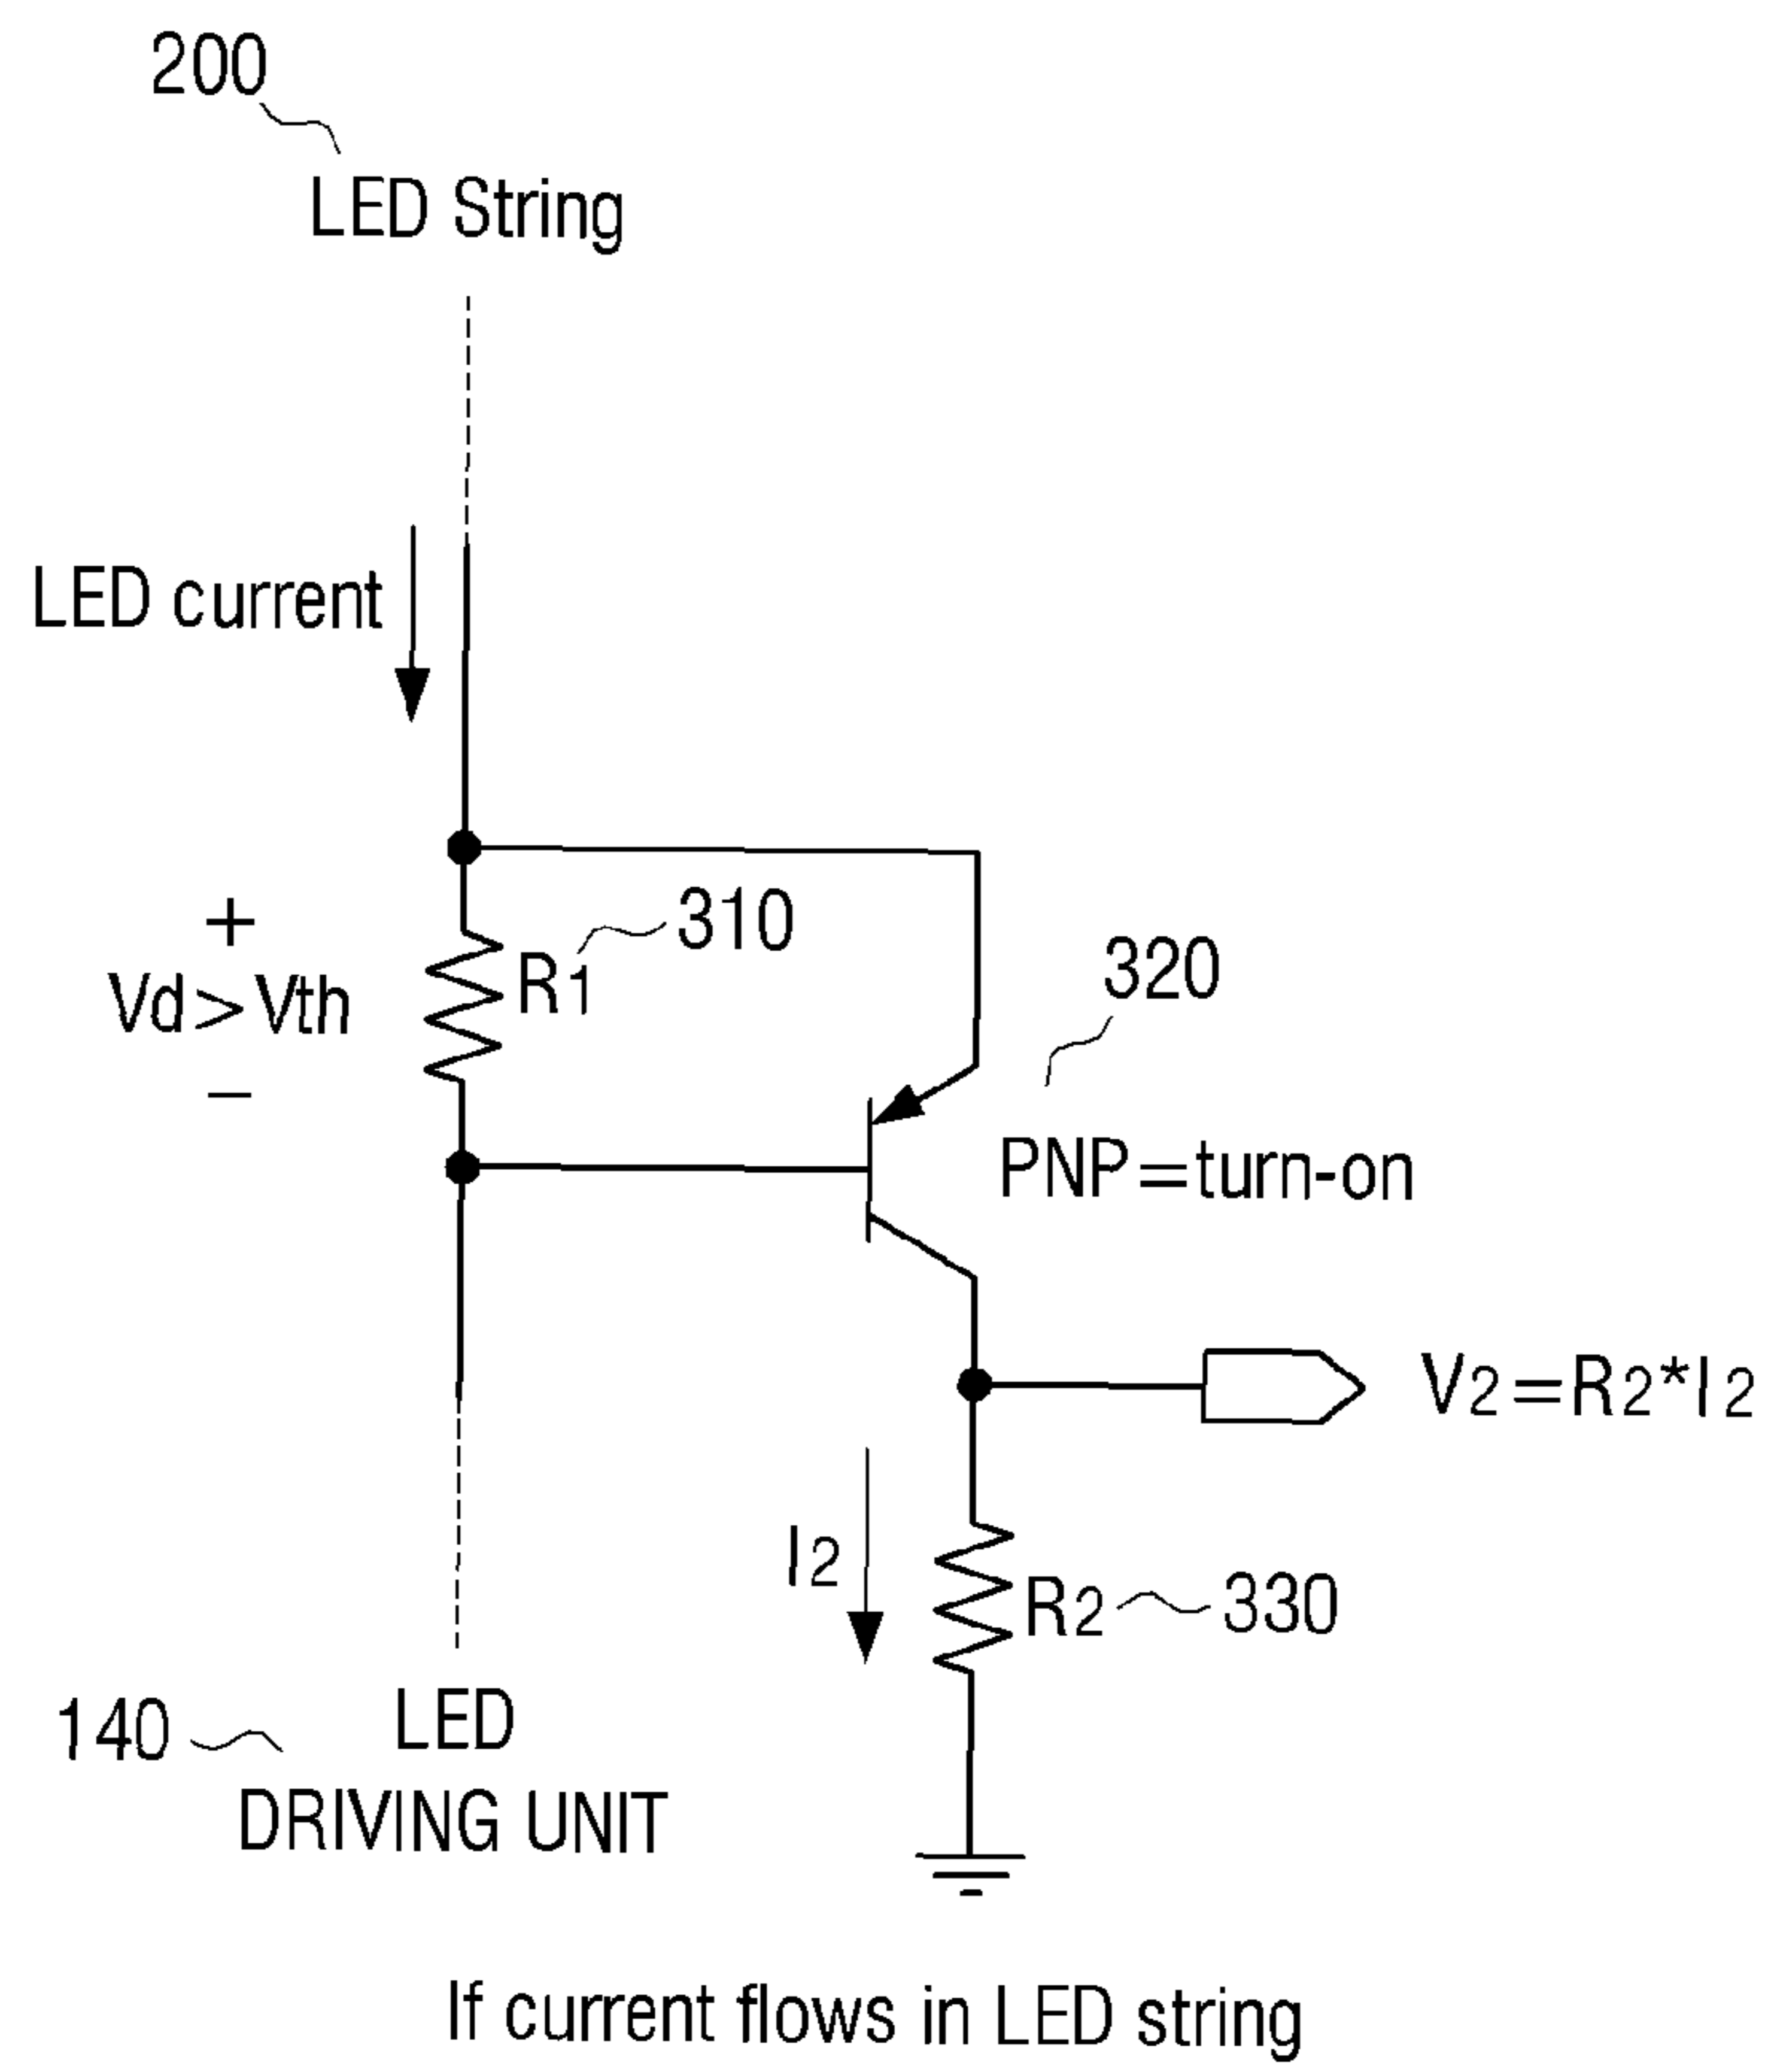 200
LED String
LED current
+
Vd>Vth
−
R1
310
320
PNP=turn-on
V2=R2*I2
I2
R2
330
140
LED
DRIVING UNIT
If current flows in LED string